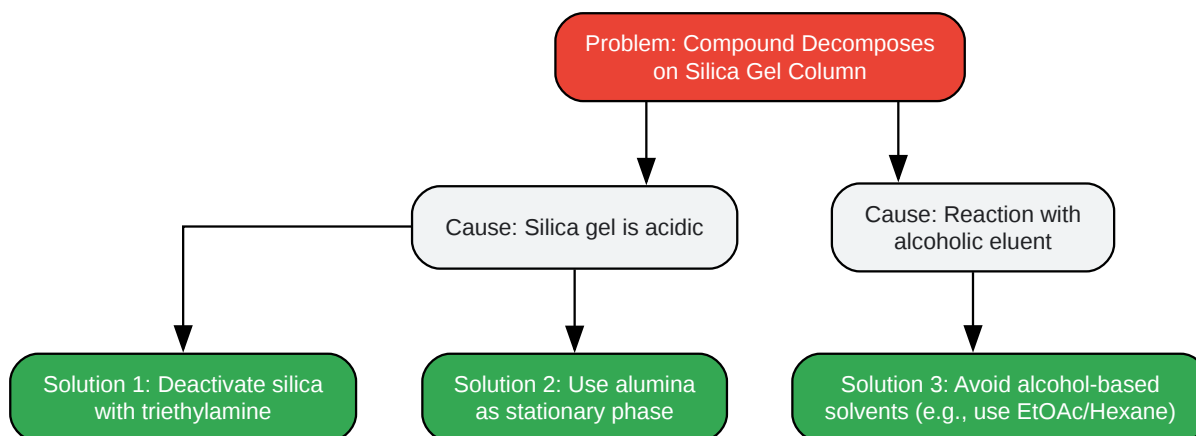 Problem: Compound Decomposes
on Silica Gel Column
Cause: Silica gel is acidic
Cause: Reaction with
alcoholic eluent
Solution 1: Deactivate silica
with triethylamine
Solution 2: Use alumina
as stationary phase
Solution 3: Avoid alcohol-based
solvents (e.g., use EtOAc/Hexane)